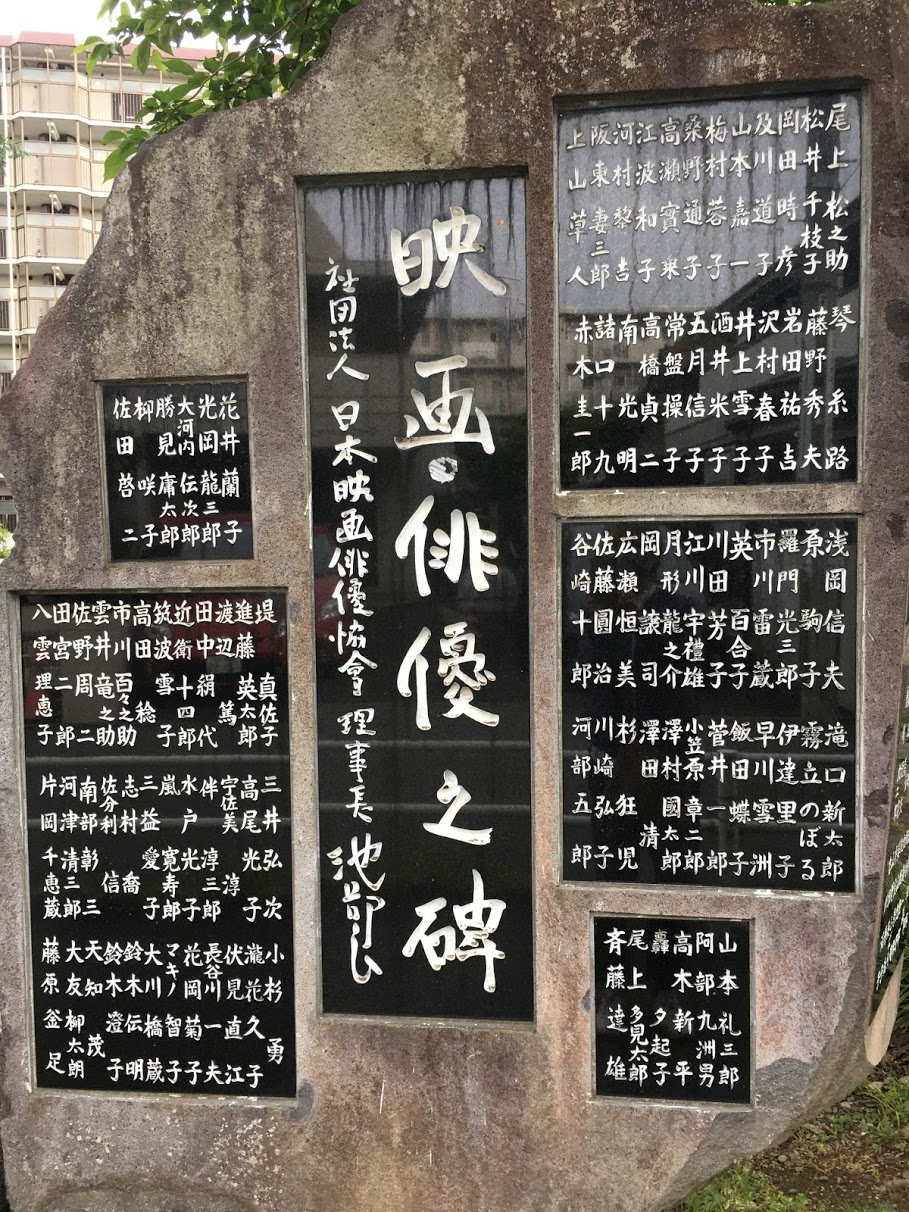 尾上松之助
松井千枝子
岡田時彦
及川道子
山本嘉一
梅村蓉子
桑野通子
高瀬實乗
江波和子
河村黎吉
阪東妻三郎
上山草人
琴糸路
藤野秀夫
岩田祐吉
沢村春子
井上雪子
酒井米子
五月信子
常盤操子
高橋貞二
南光明
諸口十九
赤木圭一郎
浅岡信夫
原駒子
羅門光三郎
市川雷蔵
英百合子
川田芳子
江川宇禮雄
月形龍之介
岡譲司
広瀬恒美
佐藤圓治
谷崎十郎
滝口新太郎
霧立のぼる
伊達里子
早川雪洲
飯田蝶子
菅井一郎
小笠原章二郎
澤村國太郎
澤田清
杉狂児
川崎弘子
河部五郎
山本礼三郎
阿部九洲男
高木新平
轟夕起子
尾上多見太郎
斉藤達雄
映画・俳優之碑
社団法人 日本映画俳優協會 理事長 池部良
花井蘭子
光岡龍三郎
大河内伝次郎
勝見庸太郎
柳咲子
佐田啓二
堤真佐子
進藤英太郎
渡辺篤
田中絹代
近衛十四郎
筑波雪子
高田稔
市川百々之助
雲井竜之助
佐野周二
田宮二郎
八雲理恵子
三井弘次
高尾光子
宇佐美淳
伴淳三郎
水戸光子
嵐寛寿郎
三益愛子
志村喬
佐分利信
南部彰三
河津清三郎
片岡千恵蔵
小杉勇
瀧花久子
伏見直江
長谷川一夫
花岡菊子
マキノ智子
大川橋蔵
鈴木伝明
鈴木澄子
天知茂
大友柳太朗
藤原釜足